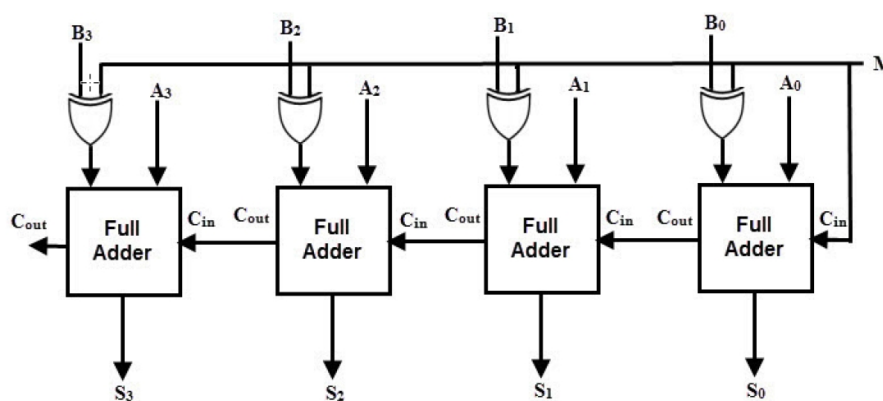 B3 B2 B1 B0
M
A3 A2 A1 A0
Cout Full Adder Cin Cout Full Adder Cin Cout Full Adder Cin Cout Full Adder Cin
S3 S2 S1 S0